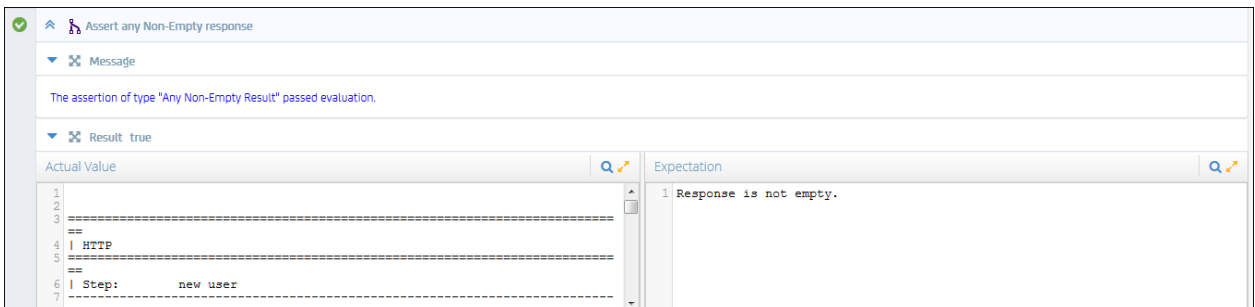 Assert any Non-Empty response
Message
The assertion of type "Any Non-Empty Result" passed evaluation.
Result true
Actual Value
1
2
3 ==========================================================================
==
4 | HTTP
5 ==========================================================================
==
6 | Step: new user
7 --------------------------------------------------------------------------
Expectation
1 Response is not empty.